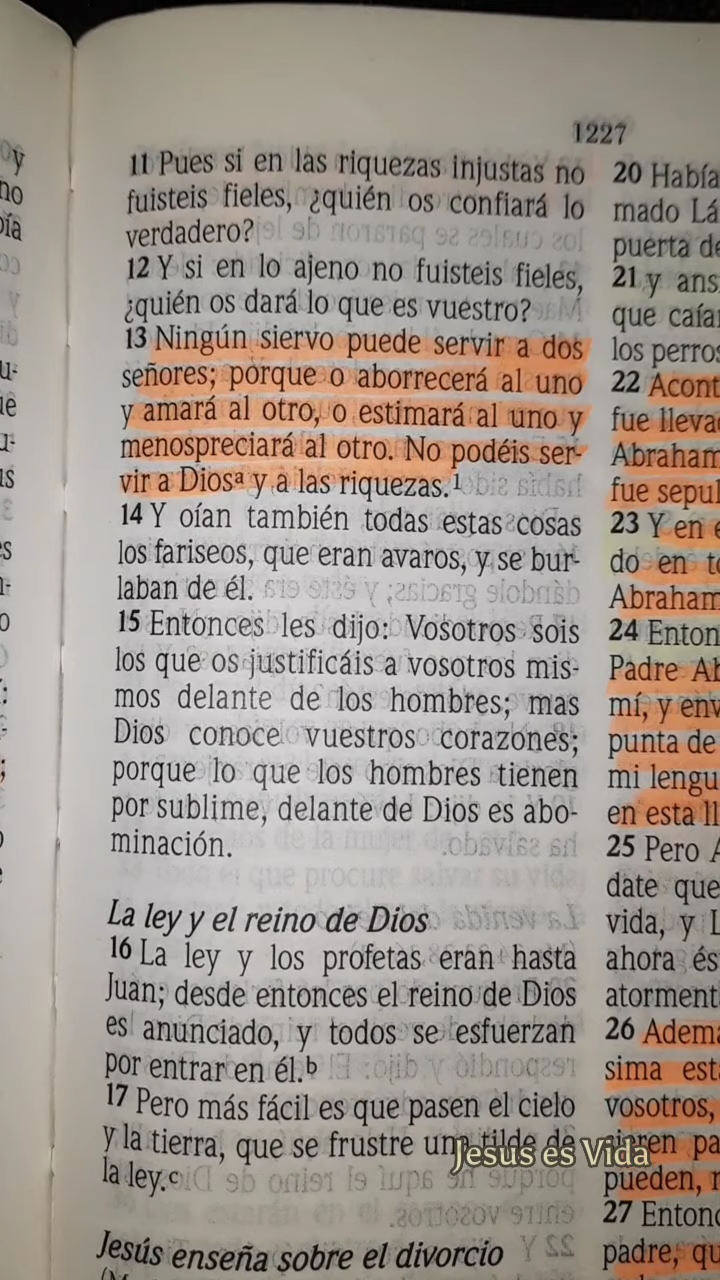 1227
11 Pues si en las riquezas injustas no
fuisteis fieles, ¿quién os confiará lo
verdadero?
12 Y si en lo ajeno no fuisteis fieles,
¿quién os dará lo que es vuestro?
13 Ningún siervo puede servir a dos
señores; porque o aborrecerá al uno
y amará al otro, o estimará al uno y
menospreciará al otro. No podéis ser-
vir a Diosª y a las riquezas.¹
14 Y oían también todas estas cosas
los fariseos, que eran avaros, y se bur-
laban de él.
15 Entonces les dijo: Vosotros sois
los que os justificáis a vosotros mis-
mos delante de los hombres; mas
Dios conoce vuestros corazones;
porque lo que los hombres tienen
por sublime, delante de Dios es abo-
minación.
La ley y el reino de Dios
16 La ley y los profetas eran hasta
Juan; desde entonces el reino de Dios
es anunciado, y todos se esfuerzan
por entrar en él.ᵇ
17 Pero más fácil es que pasen el cielo
y la tierra, que se frustre una tilde de
la ley.ᶜ
Jesús enseña sobre el divorcio
20 Había
mado Lá
puerta de
21 y ans
que caía
los perros
22 Acont
fue lleva
Abraham
fue sepul
23 Y en e
do en to
Abraham
24 Enton
Padre Ab
mí, y env
punta de
mi lengu
en esta ll
25 Pero A
date que
vida, y L
ahora és
atorment
26 Adem
sima est
vosotros,
pa
pueden, n
27 Entonc
padre, qu
Jesus es Vida